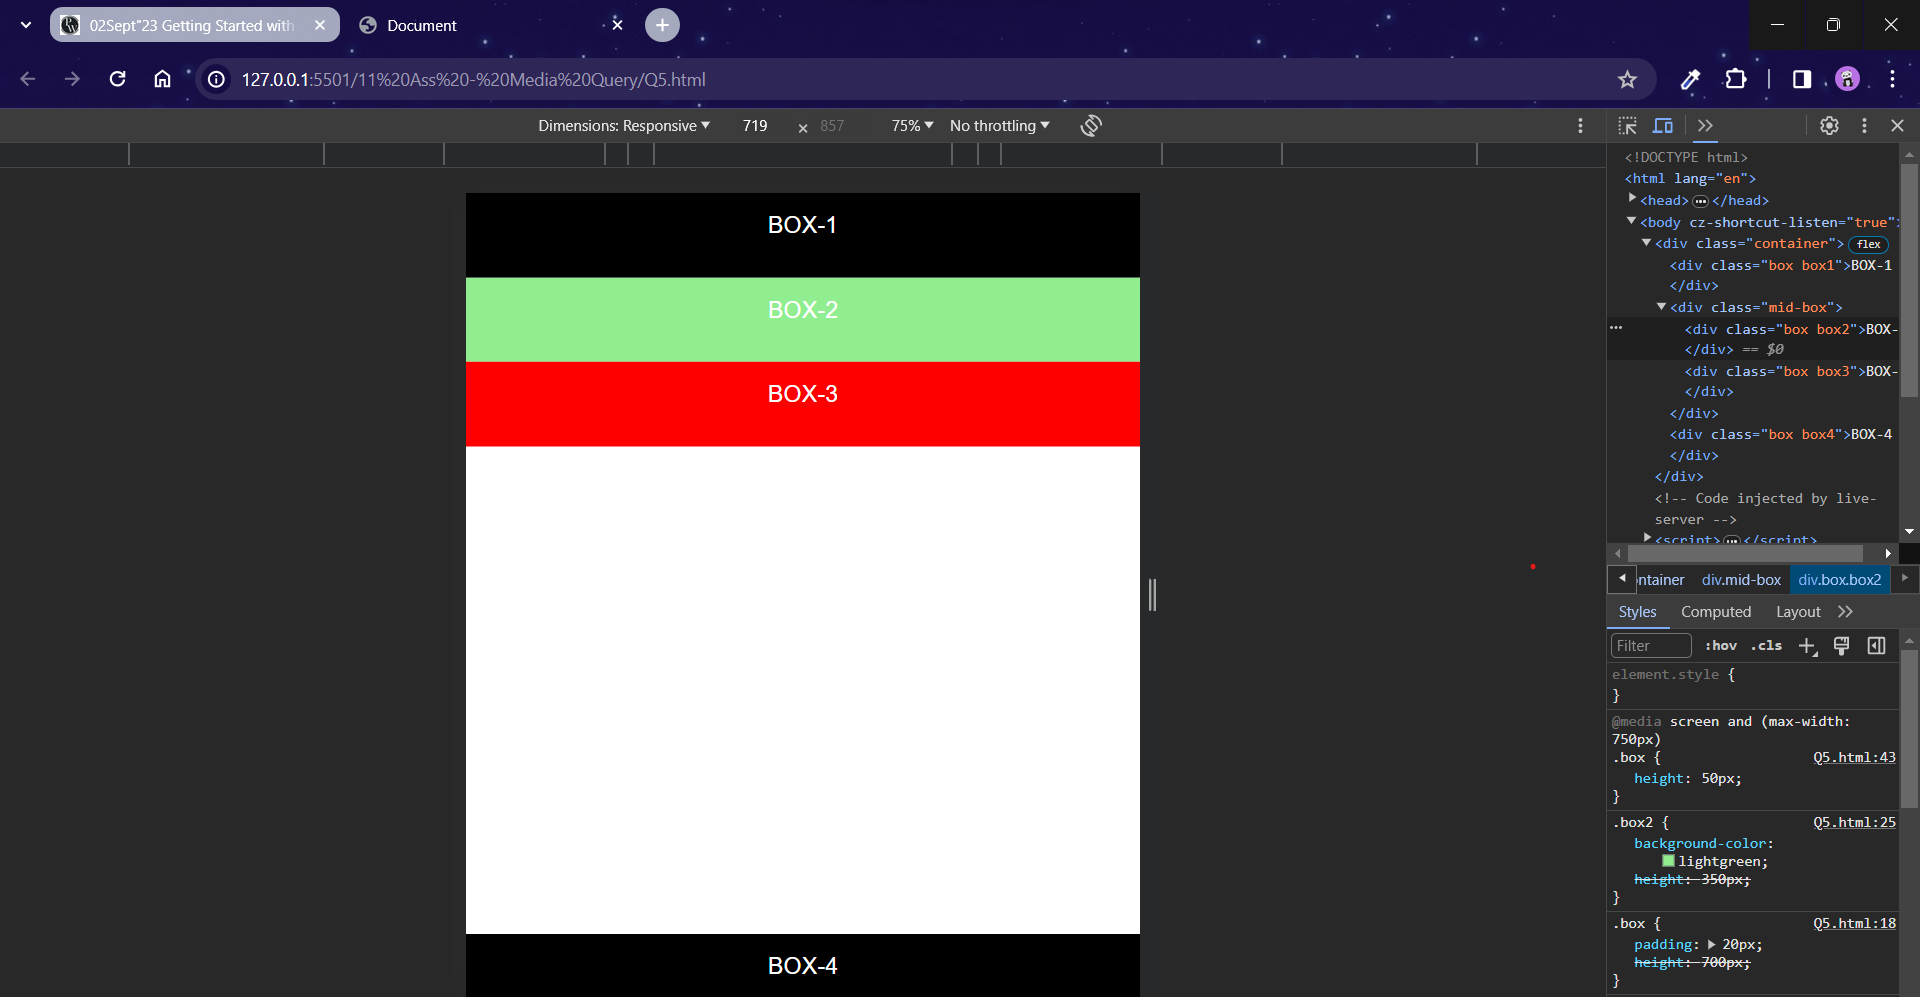 02Sept"23 Getting Started with
Document
127.0.0.1:5501/11%20Ass%20-%20Media%20Query/Q5.html
Dimensions: Responsive 719 x 857 75% No throttling
BOX-1
BOX-2
BOX-3
BOX-4
<!DOCTYPE html>
<html lang="en">
<head> ... </head>
<body cz-shortcut-listen="true">
<div class="container"> flex
<div class="box box1">BOX-1
</div>
<div class="mid-box">
<div class="box box2">BOX-
</div> == $0
<div class="box box3">BOX-
</div>
</div>
<div class="box box4">BOX-4
</div>
</div>
<!-- Code injected by live-
server -->
<script> ... </script>
ntainer div.mid-box div.box.box2
Styles Computed Layout
Filter :hov .cls
element.style {
}
@media screen and (max-width:
750px)
.box { Q5.html:43
height: 50px;
}
.box2 { Q5.html:25
background-color:
lightgreen;
height: 350px;
}
.box { Q5.html:18
padding: 20px;
height: 700px;
}